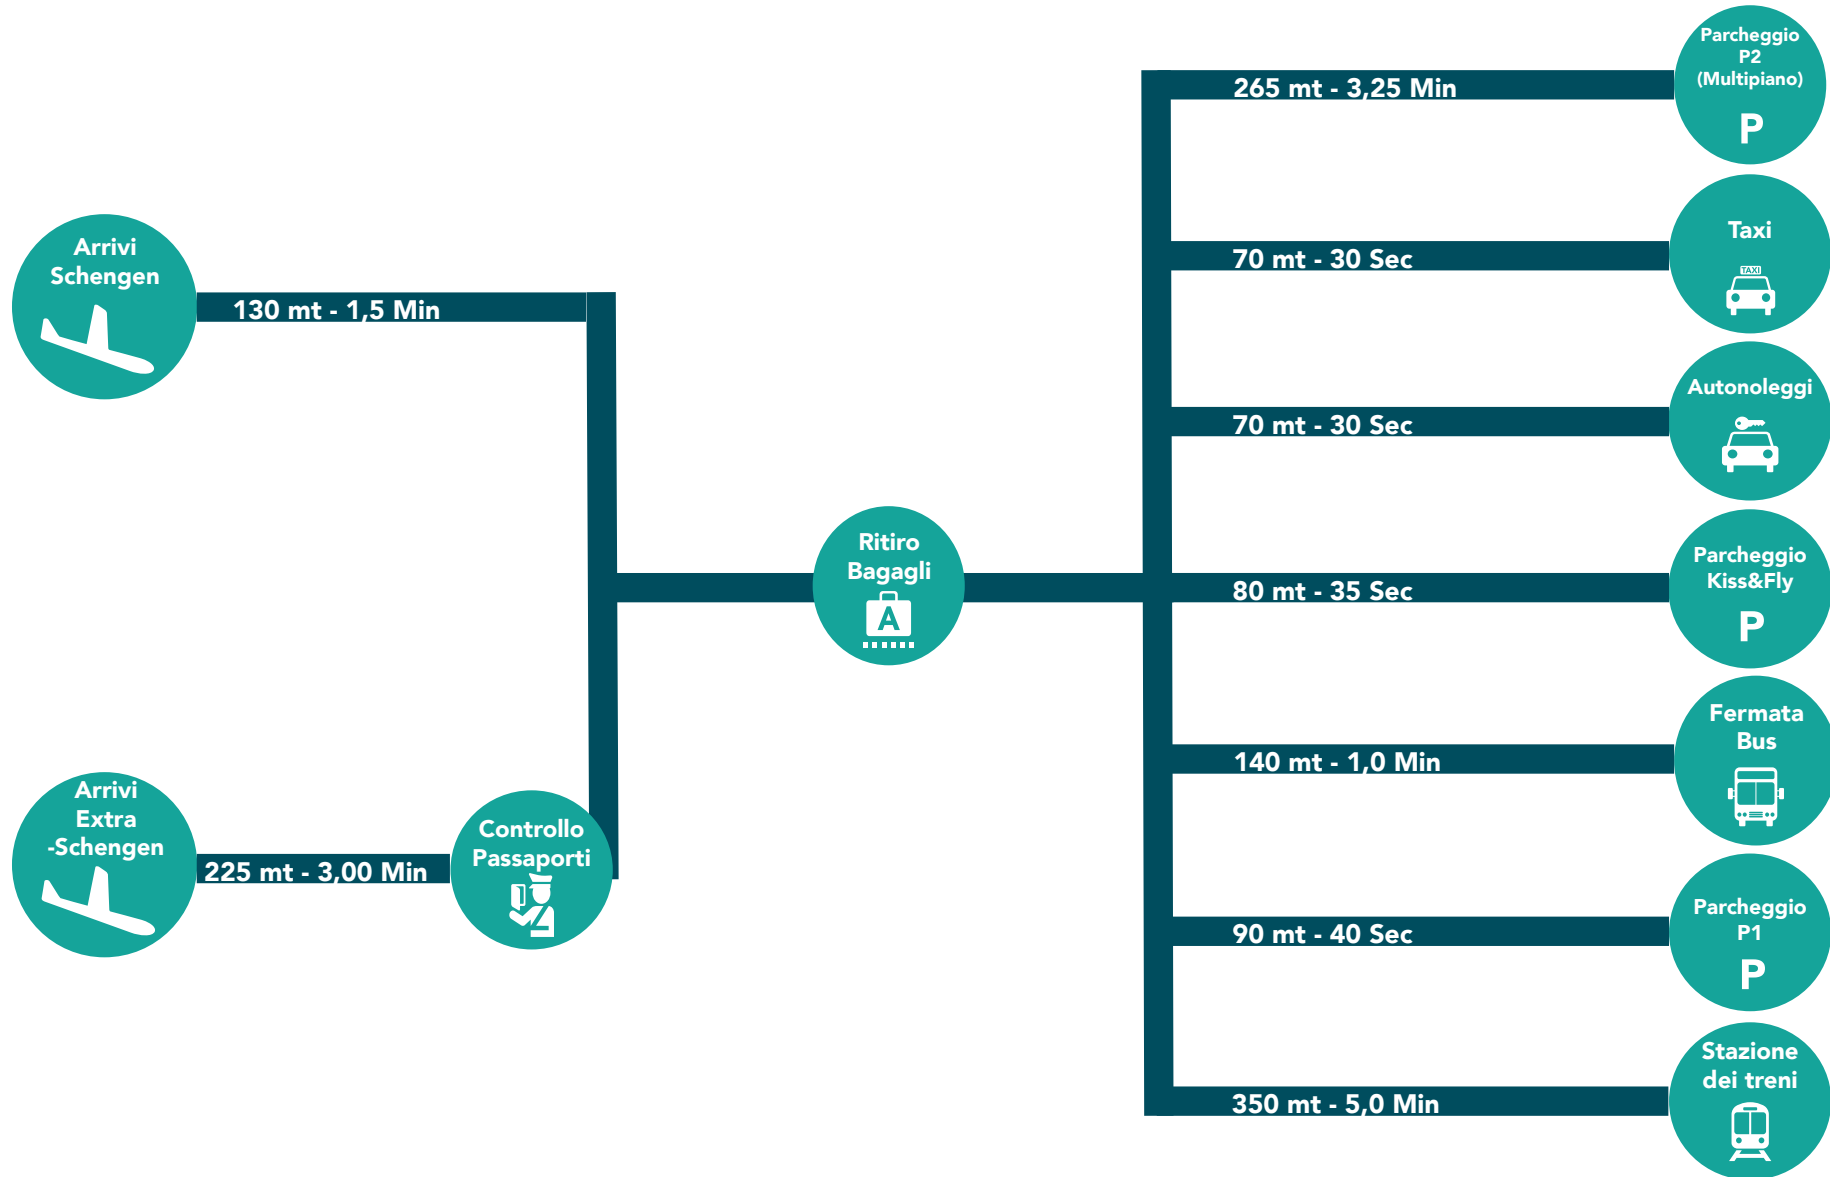 Arrivi
Schengen
130 mt - 1,5 Min
Arrivi
Extra
-Schengen
225 mt - 3,00 Min
Controllo
Passaporti
Ritiro
Bagagli
A
265 mt - 3,25 Min
Parcheggio
P2
(Multipiano)
P
70 mt - 30 Sec
Taxi
TAXI
70 mt - 30 Sec
Autonoleggi
80 mt - 35 Sec
Parcheggio
Kiss&Fly
P
140 mt - 1,0 Min
Fermata
Bus
90 mt - 40 Sec
Parcheggio
P1
P
350 mt - 5,0 Min
Stazione
dei treni